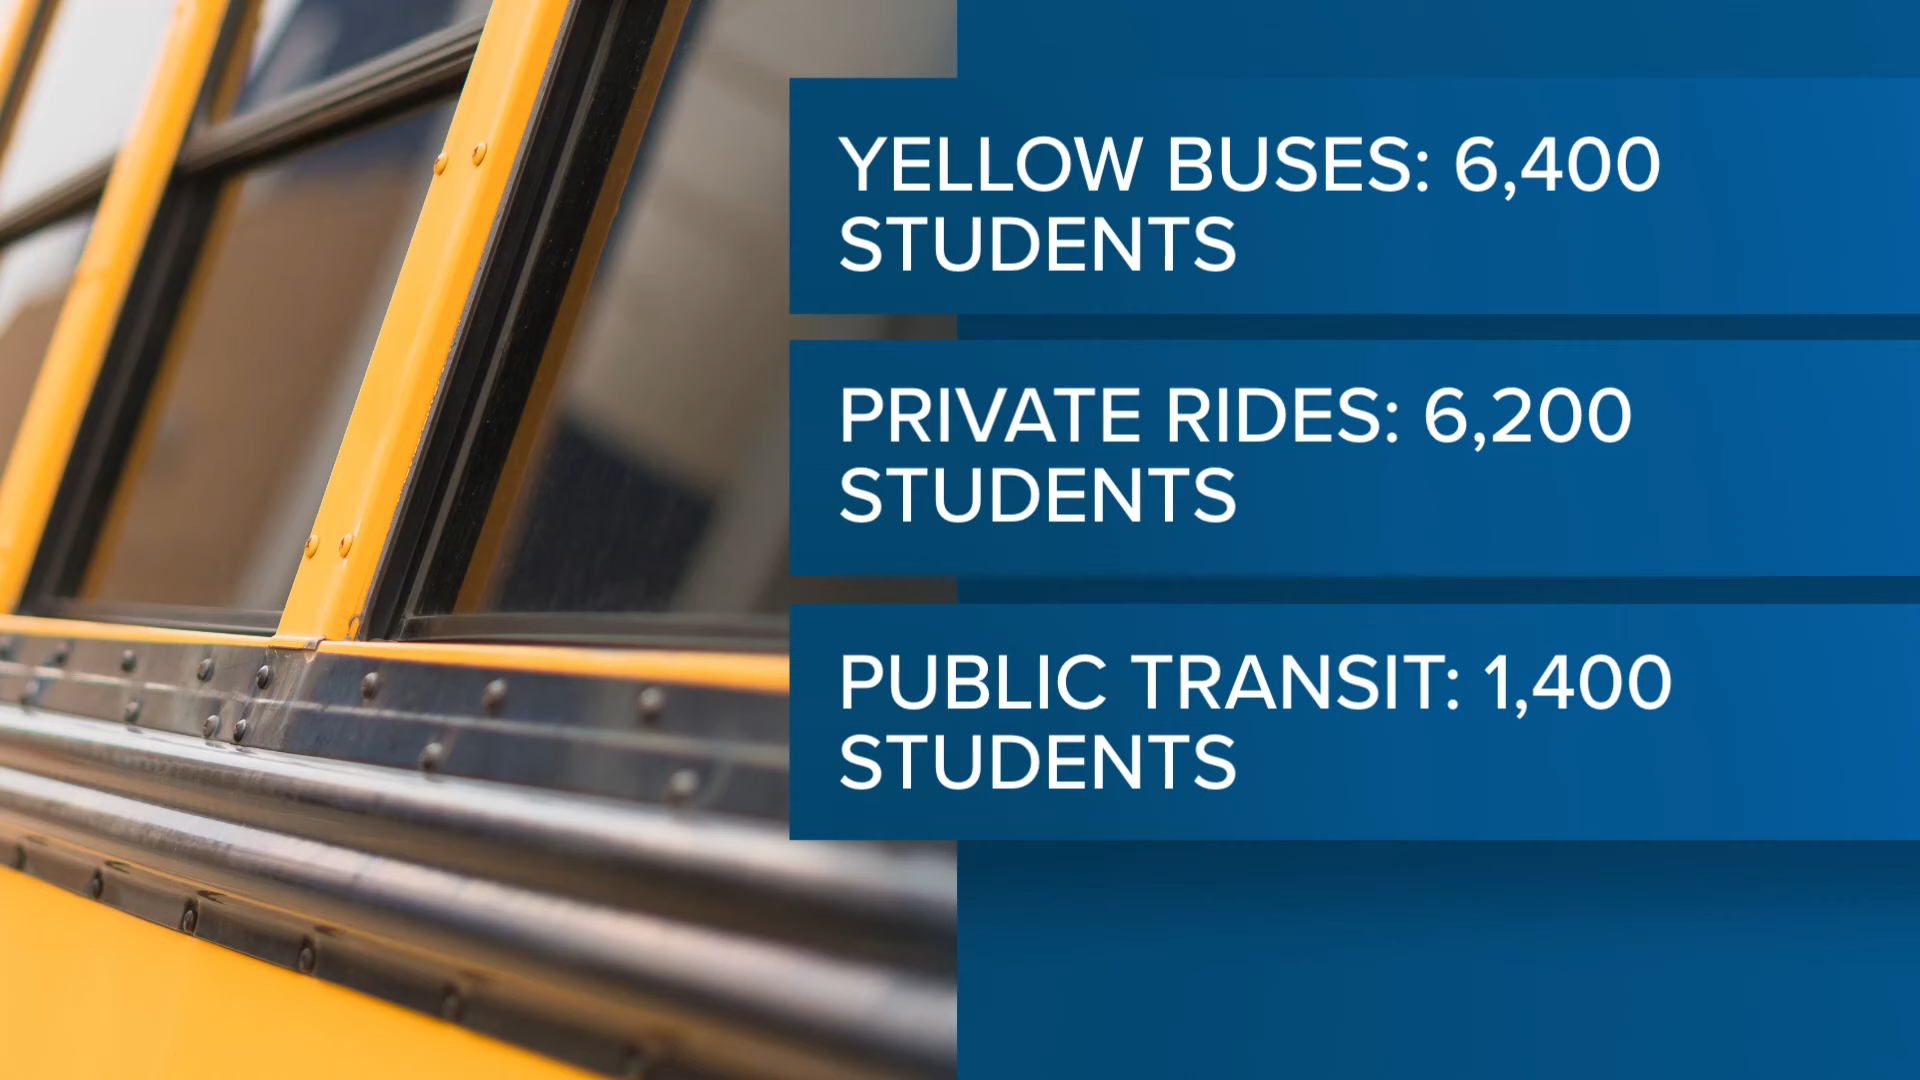 YELLOW BUSES: 6,400
STUDENTS
PRIVATE RIDES: 6,200
STUDENTS
PUBLIC TRANSIT: 1,400
STUDENTS